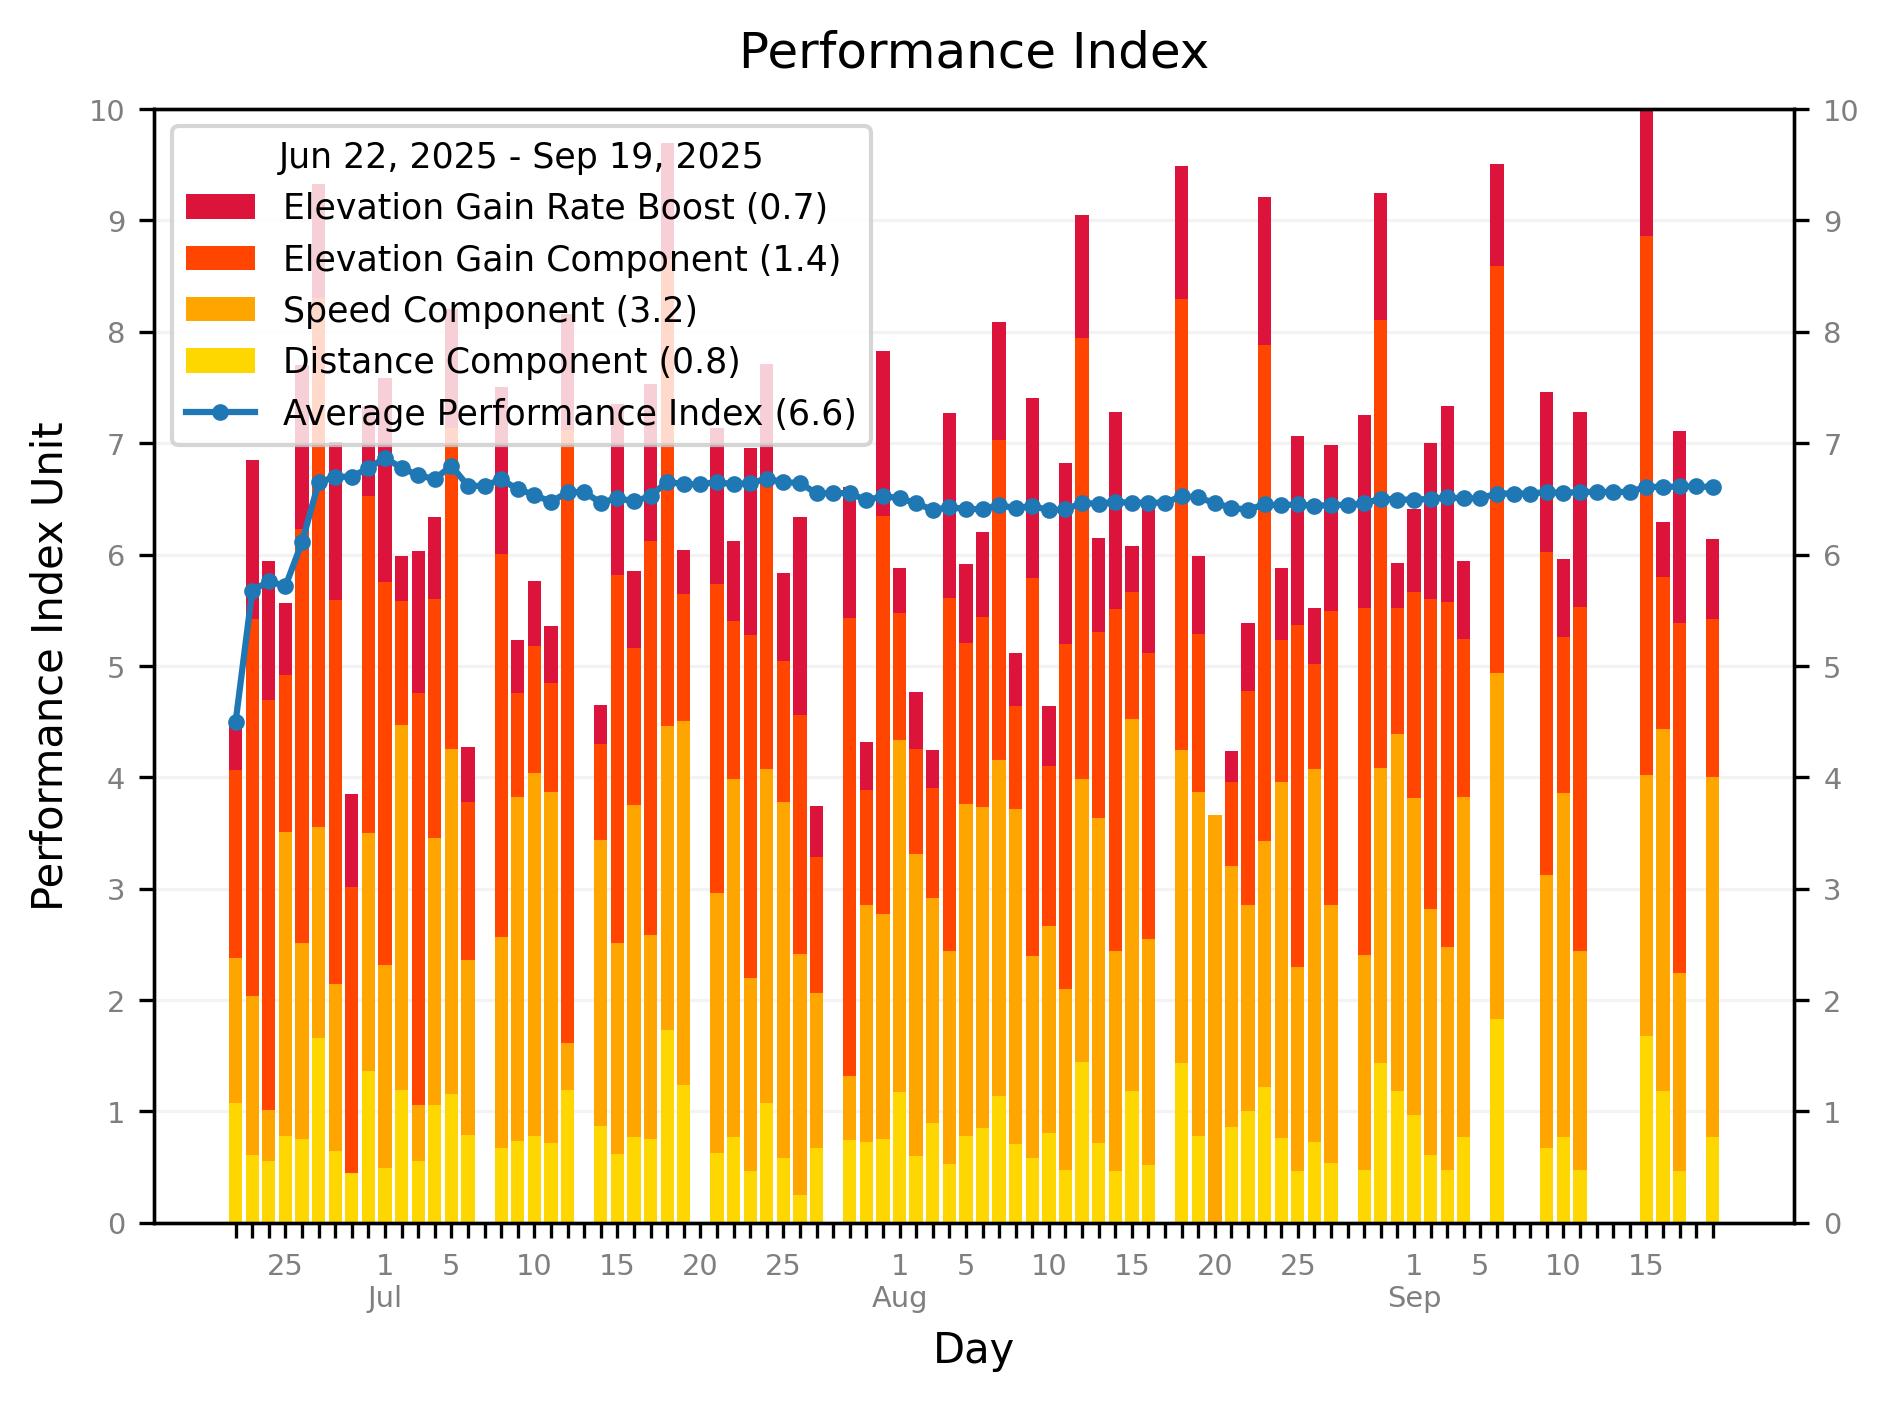 Performance Index
Jun 22, 2025 - Sep 19, 2025
Elevation Gain Rate Boost (0.7)
Elevation Gain Component (1.4)
Speed Component (3.2)
Distance Component (0.8)
Average Performance Index (6.6)
Performance Index Unit
10 10
9 9
8 8
7 7
6 6
5 5
4 4
3 3
2 2
1 1
0 0
25 1 5 10 15 20 25 1 5 10 15 20 25 1 5 10 15
Jul Aug Sep
Day